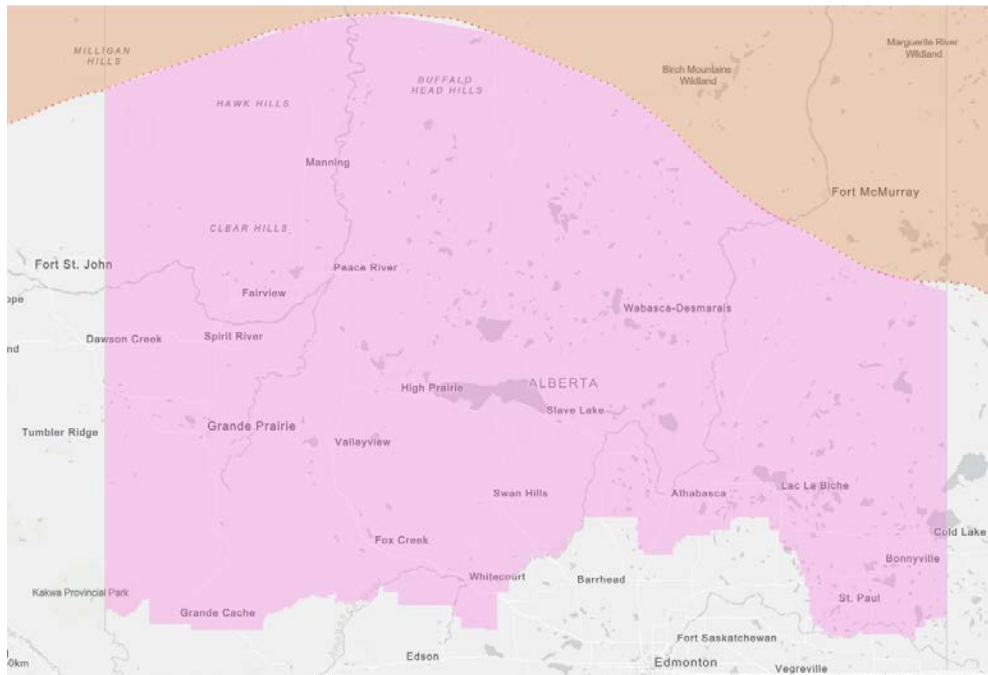 MILLIGAN
HILLS
Marguerite River
Wildland
Birch Mountains
Wildland
BUFFALO
HEAD HILLS
HAWK HILLS
Manning
Fort McMurray
CLEAR HILLS
Fort St. John
Peace River
Fairview
ope
Wabasca-Desmarais
Dawson Creek
Spirit River
nd
High Prairie
ALBERTA
Slave Lake
Tumbler Ridge
Grande Prairie
Valleyview
Swan Hills
Athabasca
Lac La Biche
Fox Creek
Cold Lake
Bonnyville
Whitecourt
Barrhead
Kakwa Provincial Park
St. Paul
Grande Cache
Fort Saskatchewan
Edson
Edmonton
0km
Vegreville